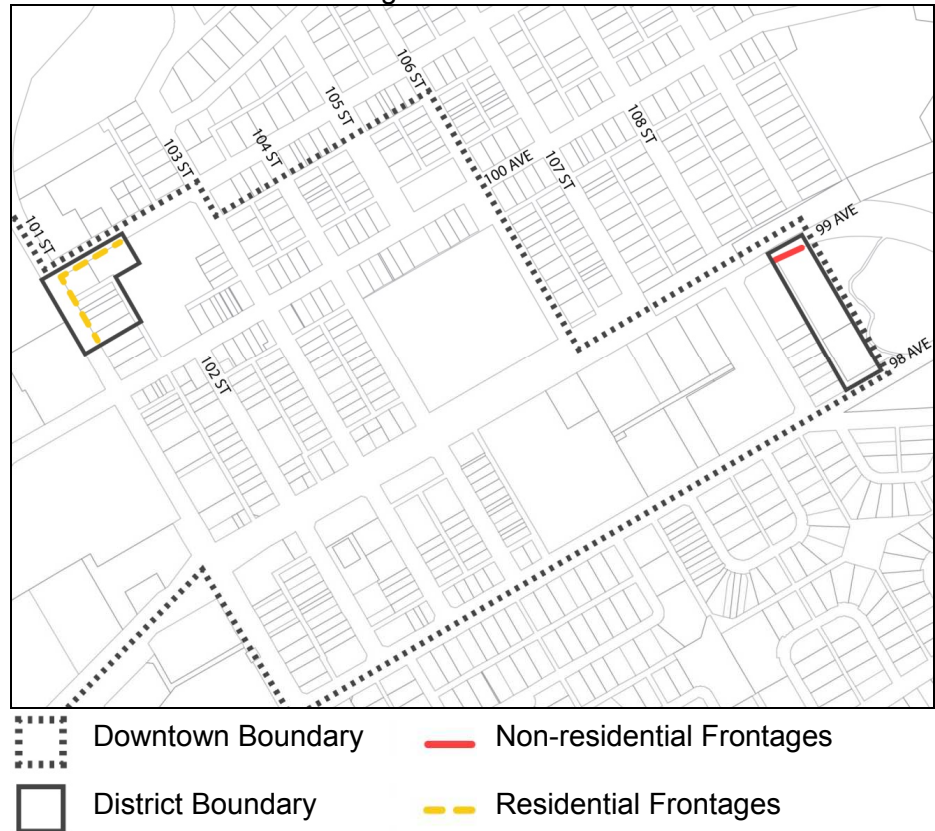 106 ST
105 ST
104 ST
108 ST
103 ST
100 AVE
107 ST
101 ST
99 AVE
98 AVE
102 ST
Downtown Boundary
Non-residential Frontages
District Boundary
Residential Frontages